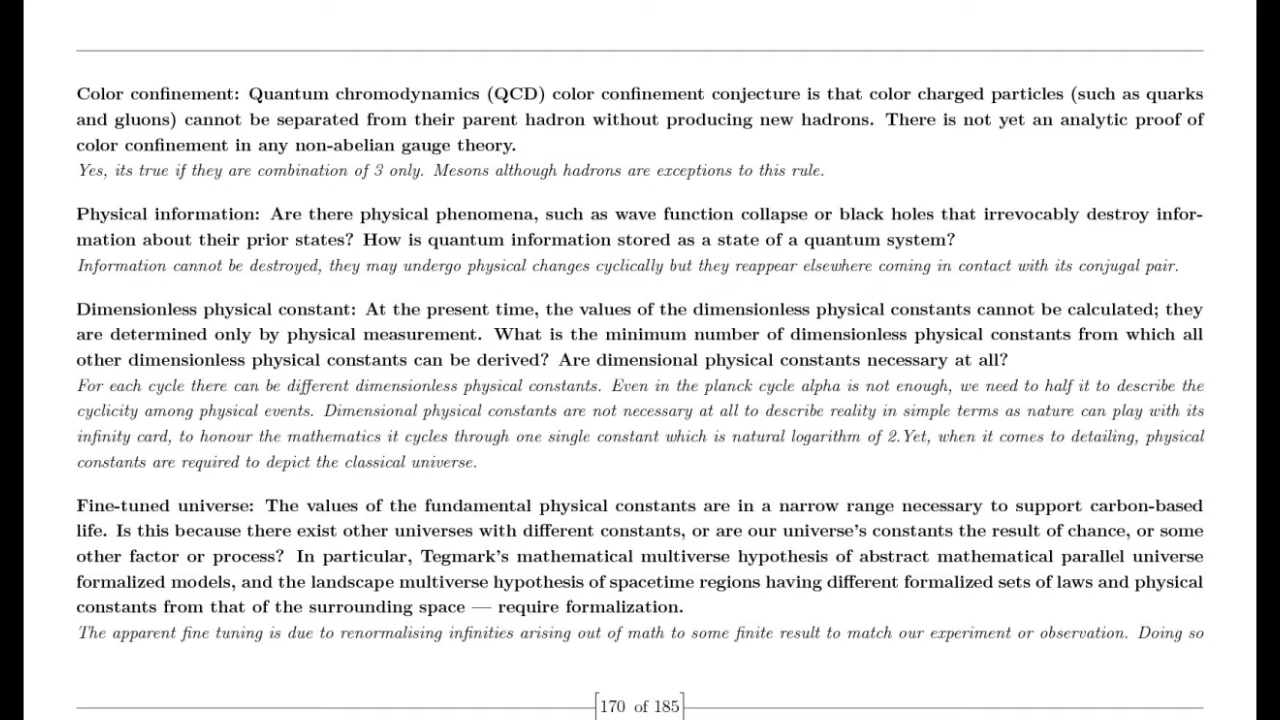 Color confinement: Quantum chromodynamics (QCD) color confinement conjecture is that color charged particles (such as quarks
and gluons) cannot be separated from their parent hadron without producing new hadrons. There is not yet an analytic proof of
color confinement in any non-abelian gauge theory.
Yes, its true if they are combination of 3 only. Mesons although hadrons are exceptions to this rule.
Physical information: Are there physical phenomena, such as wave function collapse or black holes that irrevocably destroy infor-
mation about their prior states? How is quantum information stored as a state of a quantum system?
Information cannot be destroyed, they may undergo physical changes cyclically but they reappear elsewhere coming in contact with its conjugal pair.
Dimensionless physical constant: At the present time, the values of the dimensionless physical constants cannot be calculated; they
are determined only by physical measurement. What is the minimum number of dimensionless physical constants from which all
other dimensionless physical constants can be derived? Are dimensional physical constants necessary at all?
For each cycle there can be different dimensionless physical constants. Even in the planck cycle alpha is not enough, we need to half it to describe the
cyclicity among physical events. Dimensional physical constants are not necessary at all to describe reality in simple terms as nature can play with its
infinity card, to honour the mathematics it cycles through one single constant which is natural logarithm of 2.Yet, when it comes to detailing, physical
constants are required to depict the classical universe.
Fine-tuned universe: The values of the fundamental physical constants are in a narrow range necessary to support carbon-based
life. Is this because there exist other universes with different constants, or are our universe's constants the result of chance, or some
other factor or process? In particular, Tegmark's mathematical multiverse hypothesis of abstract mathematical parallel universe
formalized models, and the landscape multiverse hypothesis of spacetime regions having different formalized sets of laws and physical
constants from that of the surrounding space — require formalization.
The apparent fine tuning is due to renormalising infinities arising out of math to some finite result to match our experiment or observation. Doing so
170 of 185